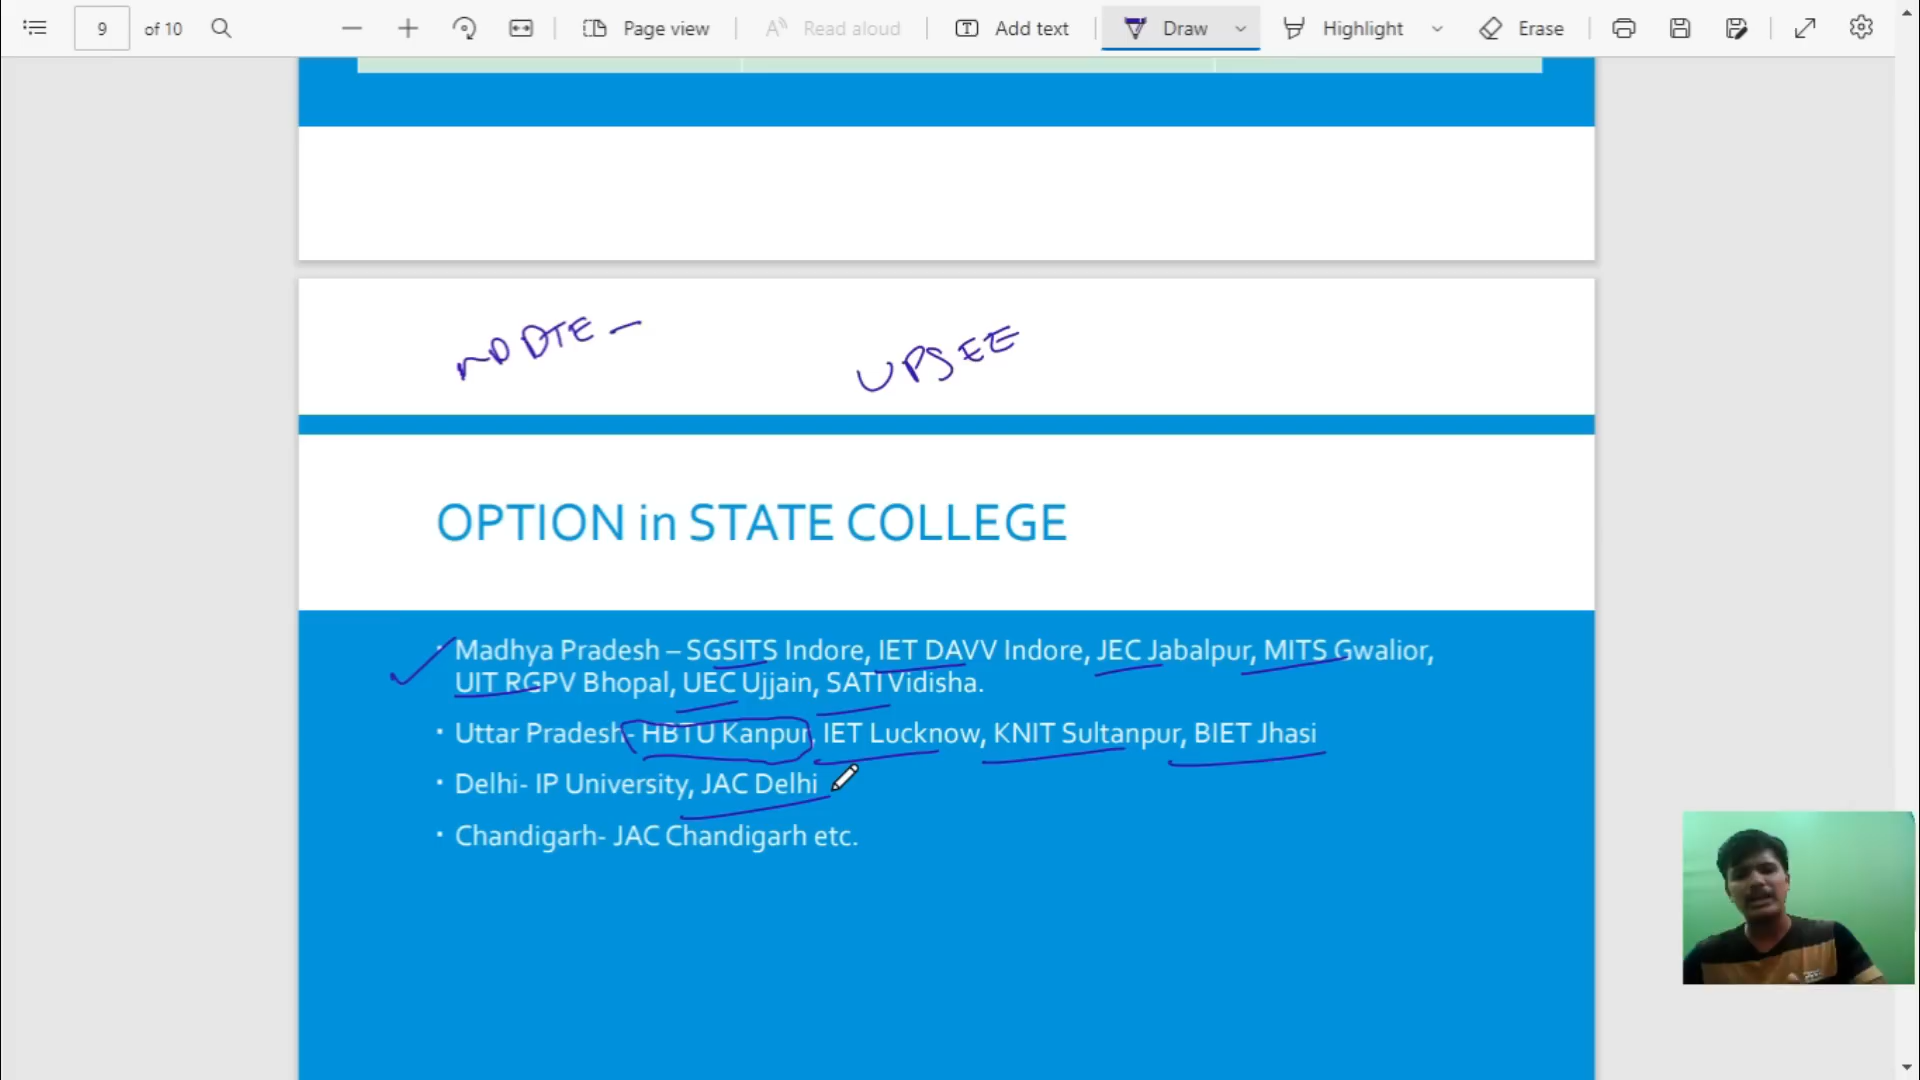 9 of 10 Page view Read aloud Add text Draw Highlight Erase
DTE – UPSEE
OPTION in STATE COLLEGE
· Madhya Pradesh – SGSITS Indore, IET DAVV Indore, JEC Jabalpur, MITS Gwalior,
UIT RGPV Bhopal, UEC Ujjain, SATI Vidisha.
· Uttar Pradesh- HBTU Kanpur, IET Lucknow, KNIT Sultanpur, BIET Jhasi
· Delhi- IP University, JAC Delhi
· Chandigarh- JAC Chandigarh etc.